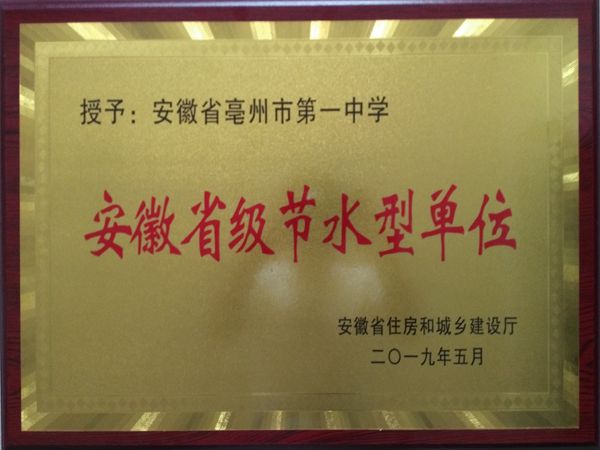 授予：安徽省亳州市第一中学
安徽省级节水型单位
安徽省住房和城乡建设厅
二〇一九年五月